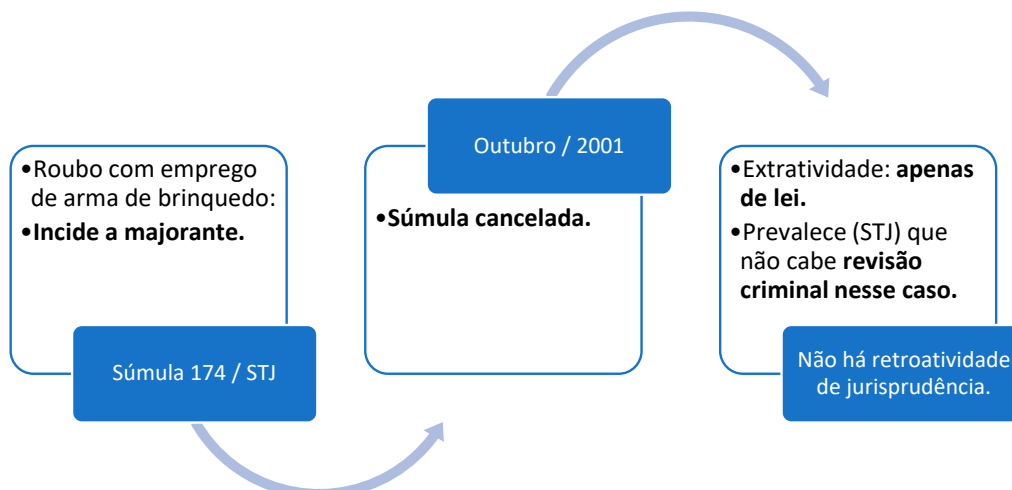 •Roubo com emprego
de arma de brinquedo:
•Incide a majorante.
Súmula 174 / STJ
Outubro / 2001
•Súmula cancelada.
•Extratividade: apenas
de lei.
•Prevalece (STJ) que
não cabe revisão
criminal nesse caso.
Não há retroatividade
de jurisprudência.